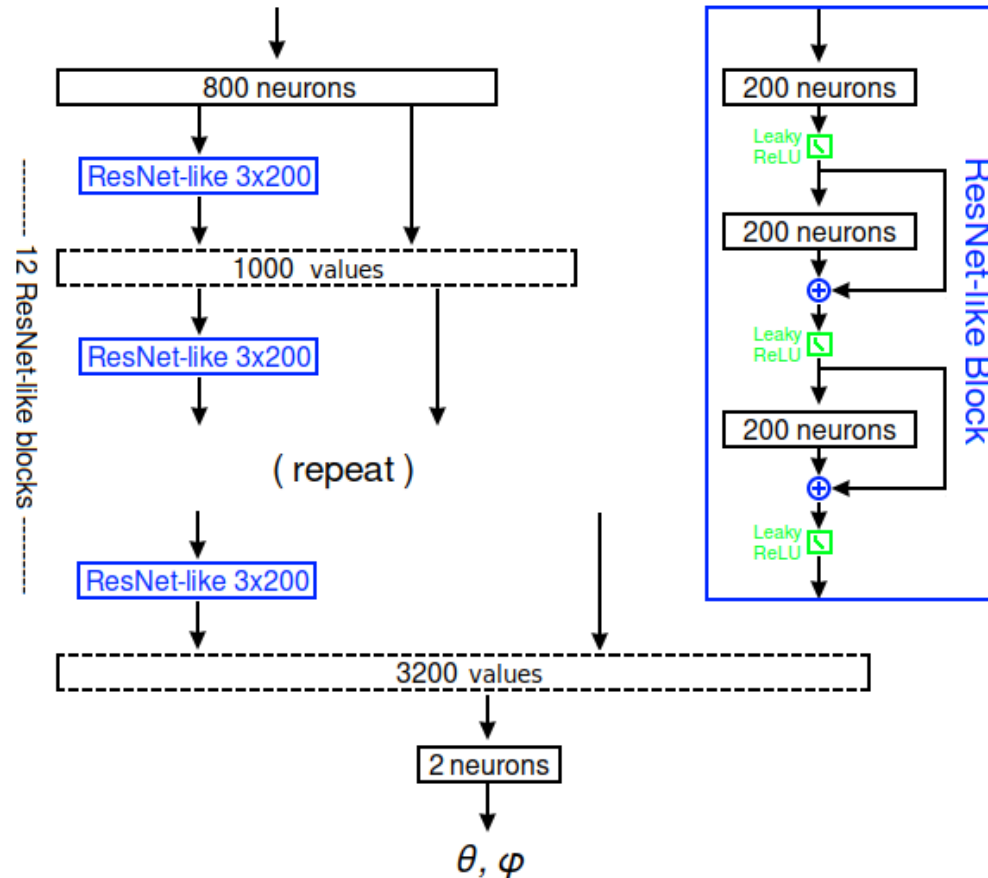 800 neurons
ResNet-like 3x200
1000 values
ResNet-like 3x200
( repeat )
ResNet-like 3x200
3200 values
2 neurons
θ, φ
--------- 12 ResNet-like blocks ---------
200 neurons
Leaky
ReLU
200 neurons
Leaky
ReLU
200 neurons
Leaky
ReLU
ResNet-like Block